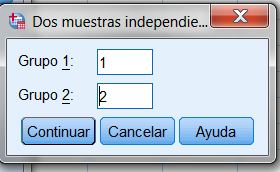 Dos muestras independie...
Grupo 1: 1
Grupo 2: 2
Continuar Cancelar Ayuda